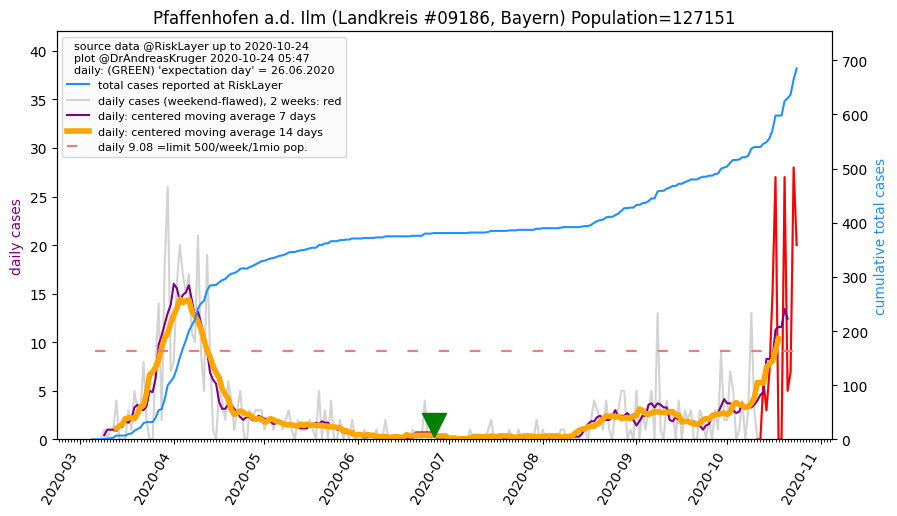 Pfaffenhofen a.d. Ilm (Landkreis #09186, Bayern) Population=127151
source data @RiskLayer up to 2020-10-24
plot @DrAndreasKruger 2020-10-24 05:47
daily: (GREEN) 'expectation day' = 26.06.2020
total cases reported at RiskLayer
daily cases (weekend-flawed), 2 weeks: red
daily: centered moving average 7 days
daily: centered moving average 14 days
daily 9.08 =limit 500/week/1mio pop.
daily cases
40
35
30
25
20
15
10
5
0
700
600
500
400
300
200
100
0
cumulative total cases
2020-03
2020-04
2020-05
2020-06
2020-07
2020-08
2020-09
2020-10
2020-11